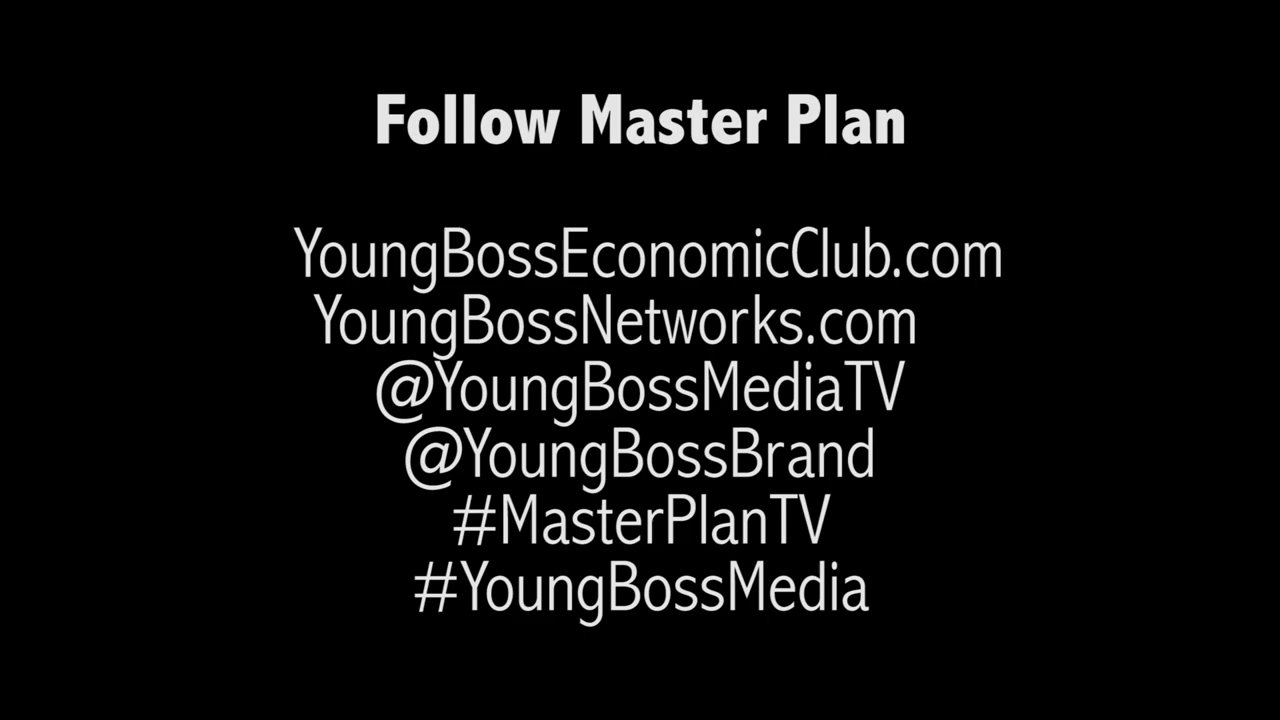 Follow Master Plan
YoungBossEconomicClub.com
YoungBossNetworks.com
@YoungBossMediaTV
@YoungBossBrand
#MasterPlanTV
#YoungBossMedia